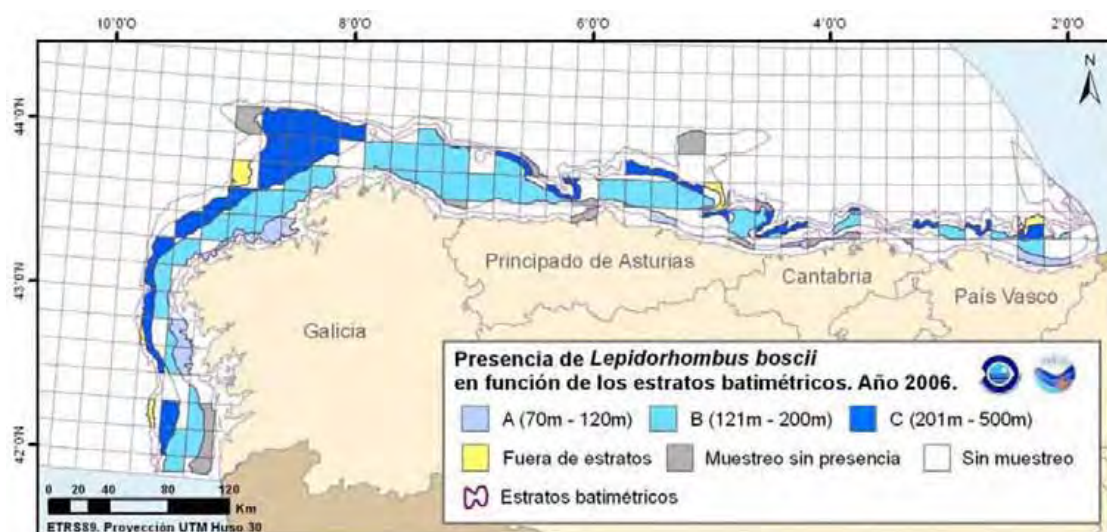 10°0'O 8°0'O 6°0'O 4°0'O 2°0'O
44°0'N
43°0'N
42°0'N
N
Principado de Asturias
Cantabria
País Vasco
Galicia
Presencia de Lepidorhombus boscii
en función de los estratos batimétricos. Año 2006.
A (70m - 120m) B (121m - 200m) C (201m - 500m)
Fuera de estratos Muestreo sin presencia Sin muestreo
Estratos batimétricos
0 20 40 80 120
Km
ETRS89. Proyección UTM Huso 30